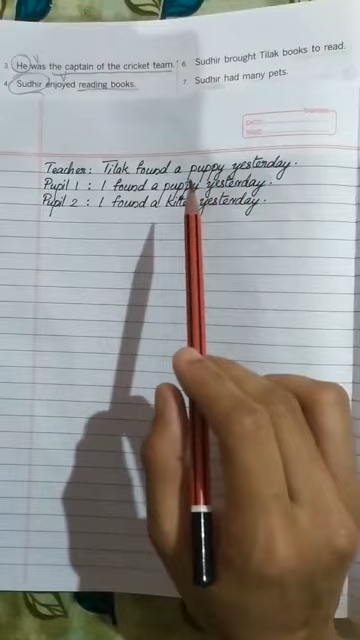 3. He was the captain of the cricket team.
4. Sudhir enjoyed reading books.
6. Sudhir brought Tilak books to read.
7. Sudhir had many pets.
Teacher: Tilak found a puppy yesterday.
Pupil 1 : I found a puppy yesterday.
Pupil 2 : I found a yesterday.